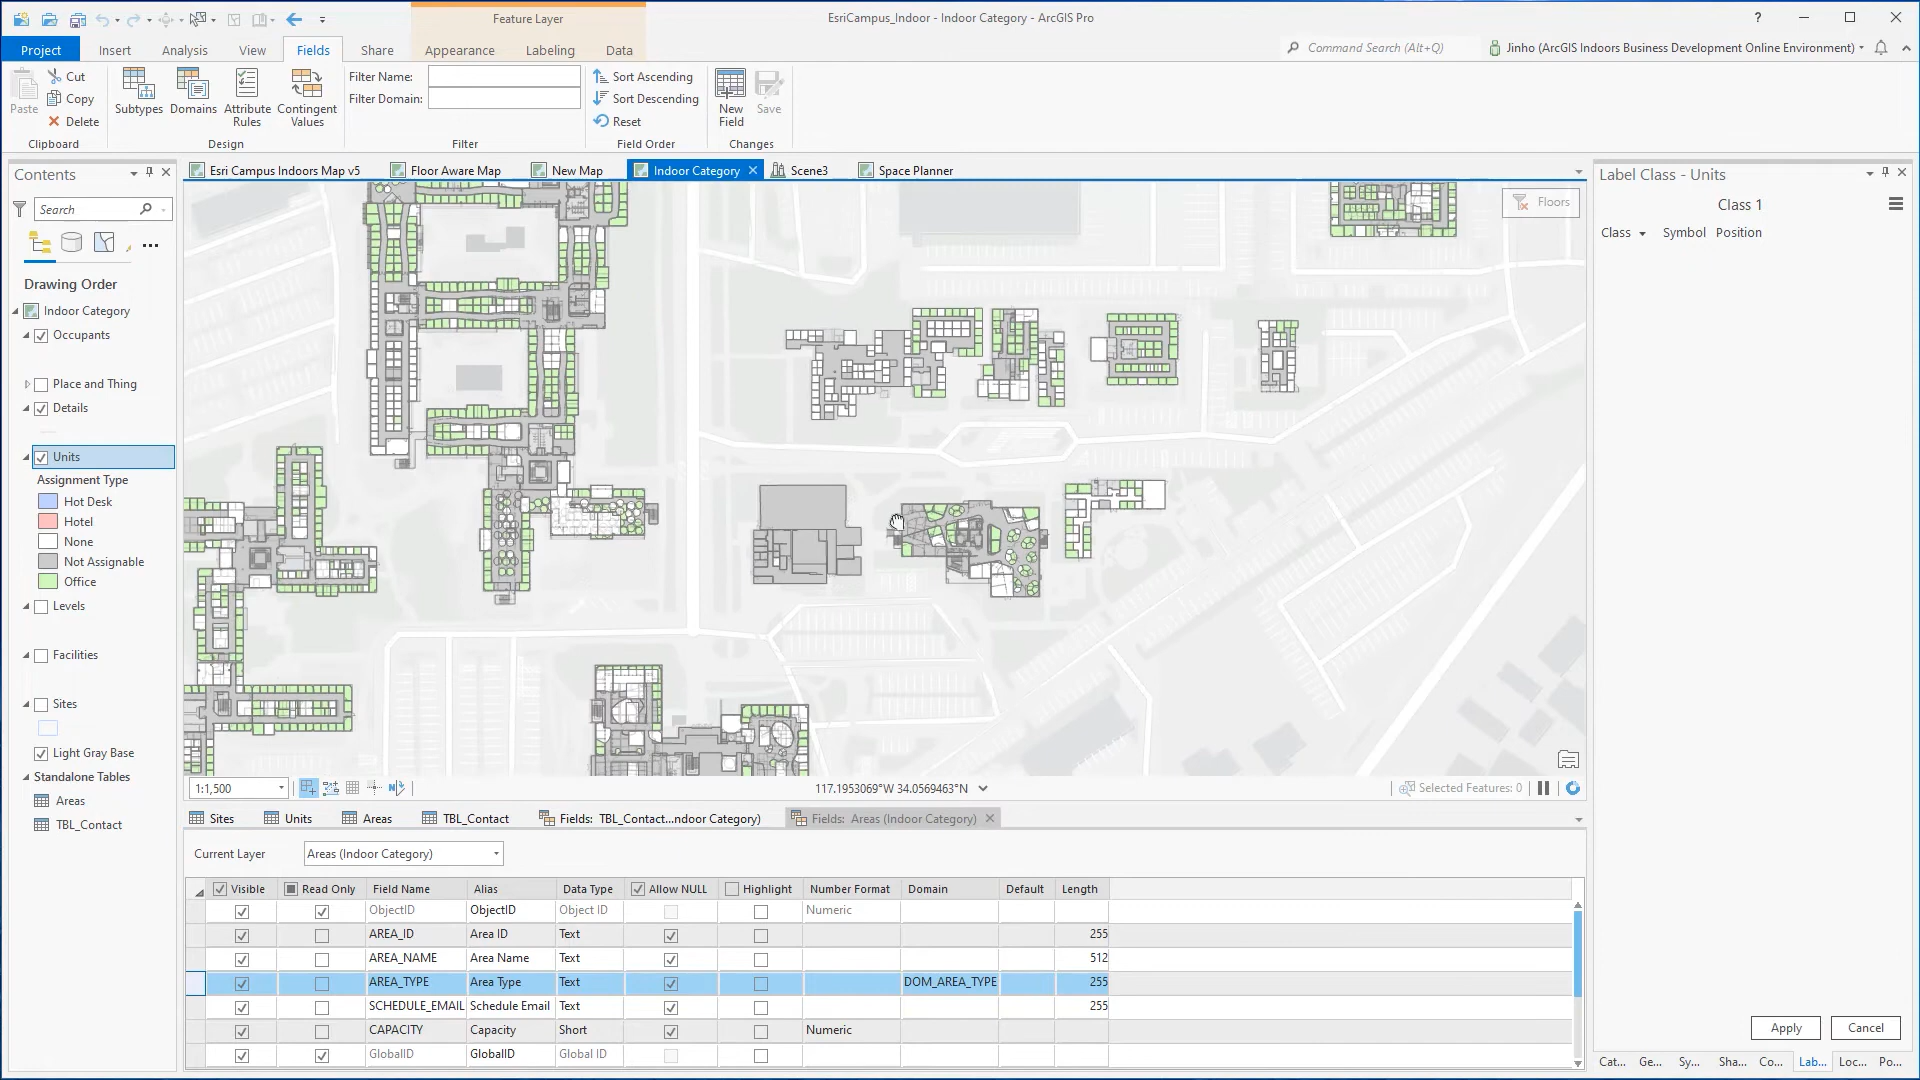 Feature Layer
EsriCampus_Indoor - Indoor Category - ArcGIS Pro
?
Project
Insert
Analysis
View
Fields
Share
Appearance
Labeling
Data
Command Search (Alt+Q)
Jinho (ArcGIS Indoors Business Development Online Environment)
Paste
Cut
Copy
Delete
Clipboard
Subtypes
Domains
Attribute Rules
Contingent Values
Design
Filter Name:
Filter Domain:
Filter
Sort Ascending
Sort Descending
Reset
Field Order
New Field
Save
Changes
Contents
Search
Drawing Order
Indoor Category
Occupants
Place and Thing
Details
Units
Assignment Type
Hot Desk
Hotel
None
Not Assignable
Office
Levels
Facilities
Sites
Light Gray Base
Standalone Tables
Areas
TBL_Contact
Esri Campus Indoors Map v5
Floor Aware Map
New Map
Indoor Category
Scene3
Space Planner
Floors
1:1,500
117.1953069°W 34.0569463°N
Selected Features: 0
Sites
Units
Areas
TBL_Contact
Fields: TBL_Contact...ndoor Category)
Fields: Areas (Indoor Category)
Current Layer
Areas (Indoor Category)
Visible Read Only Field Name Alias Data Type Allow NULL Highlight Number Format Domain Default Length
ObjectID ObjectID Object ID Numeric
AREA_ID Area ID Text 255
AREA_NAME Area Name Text 512
AREA_TYPE Area Type Text DOM_AREA_TYPE 255
SCHEDULE_EMAIL Schedule Email Text 255
CAPACITY Capacity Short Numeric
GlobalID GlobalID Global ID
Label Class - Units
Class 1
Class Symbol Position
Apply
Cancel
Cat... Ge... Sy... Sha... Co... Lab... Loc... Po...